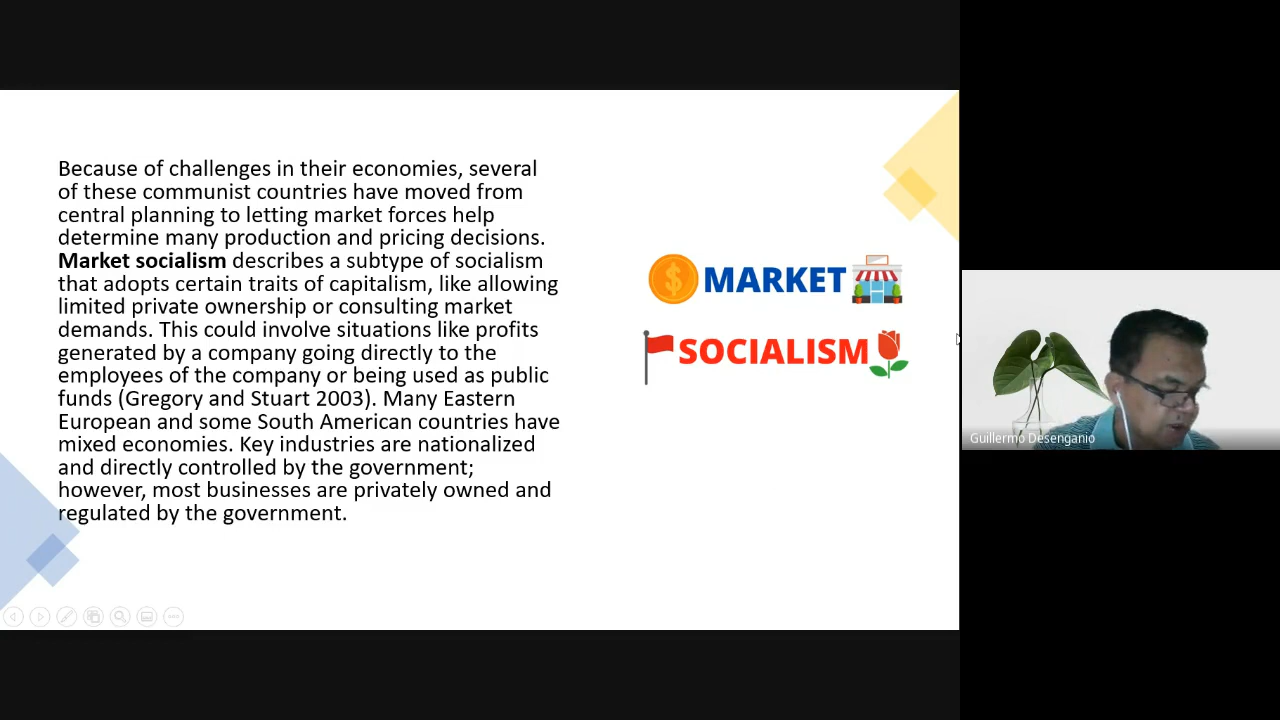 Because of challenges in their economies, several
of these communist countries have moved from
central planning to letting market forces help
determine many production and pricing decisions.
Market socialism describes a subtype of socialism
that adopts certain traits of capitalism, like allowing
limited private ownership or consulting market
demands. This could involve situations like profits
generated by a company going directly to the
employees of the company or being used as public
funds (Gregory and Stuart 2003). Many Eastern
European and some South American countries have
mixed economies. Key industries are nationalized
and directly controlled by the government;
however, most businesses are privately owned and
regulated by the government.
MARKET
SOCIALISM
Guillermo Desenganio